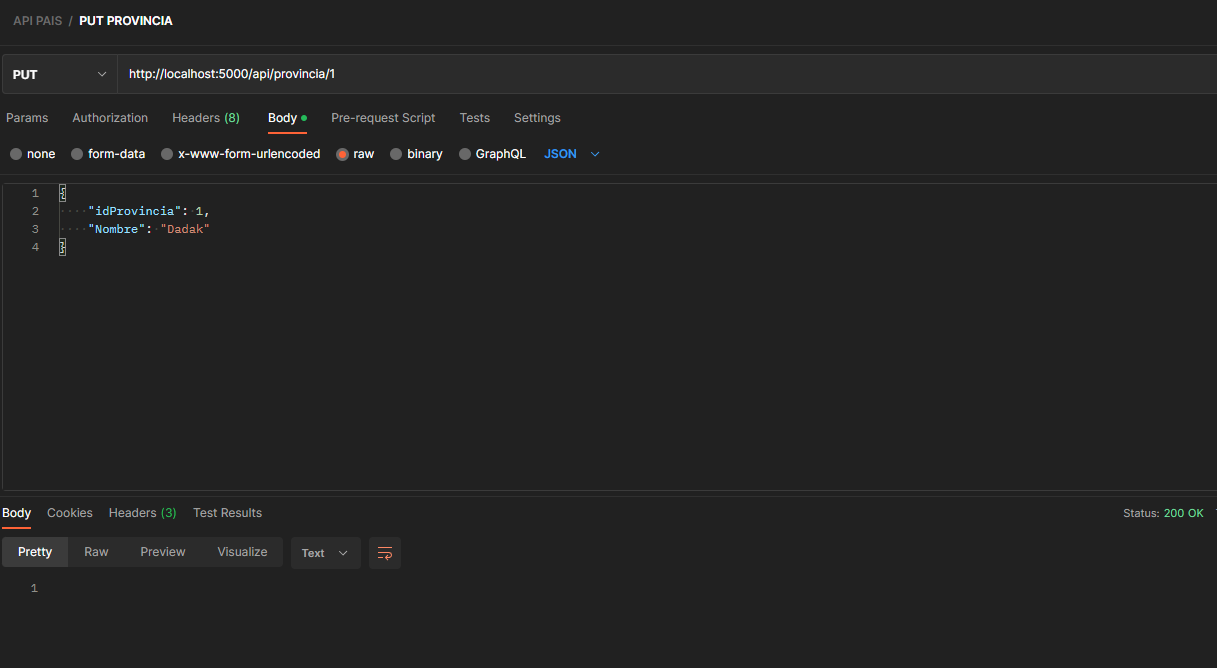 API PAIS / PUT PROVINCIA
PUT http://localhost:5000/api/provincia/1
Params Authorization Headers (8) Body Pre-request Script Tests Settings
none form-data x-www-form-urlencoded raw binary GraphQL JSON
1 {
2 "idProvincia": 1,
3 "Nombre": "Dadak"
4 }
Body Cookies Headers (3) Test Results Status: 200 OK
Pretty Raw Preview Visualize Text
1